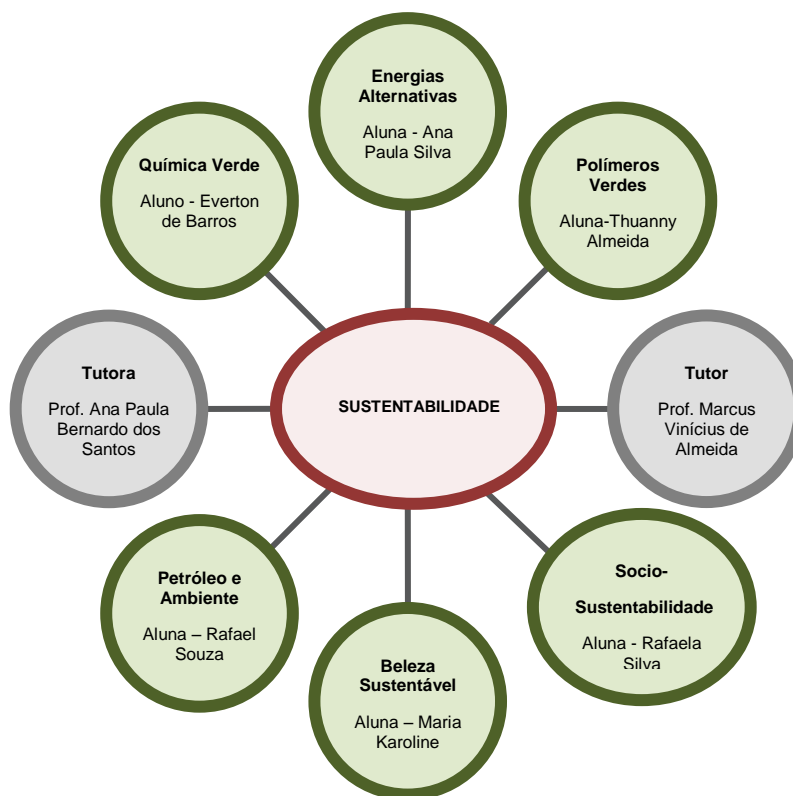 Energias
Alternativas
Aluna - Ana
Paula Silva
Química Verde
Aluno - Everton
de Barros
Polímeros
Verdes
Aluna-Thuanny
Almeida
Tutora
Prof. Ana Paula
Bernardo dos
Santos
SUSTENTABILIDADE
Tutor
Prof. Marcus
Vinícius de
Almeida
Petróleo e
Ambiente
Aluna – Rafael
Souza
Socio-
Sustentabilidade
Aluna - Rafaela
Silva
Beleza
Sustentável
Aluna – Maria
Karoline